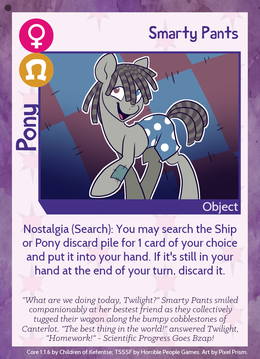 Smarty Pants
Pony
Object
Nostalgia (Search): You may search the Ship
or Pony discard pile for 1 card of your choice
and put it into your hand. If it's still in your
hand at the end of your turn, discard it.
"What are we doing today, Twilight?" Smarty Pants smiled
companionably at her bestest friend as they collectively
tugged their wagon along the bumpy cobblestones of
Canterlot. "The best thing in the world!" answered Twilight,
"Homework!" - Scientific Progress Goes Bzap!
Core 1.1.6 by Children of Kefentse; TSSSF by Horrible People Games. Art by Pixel Prism.